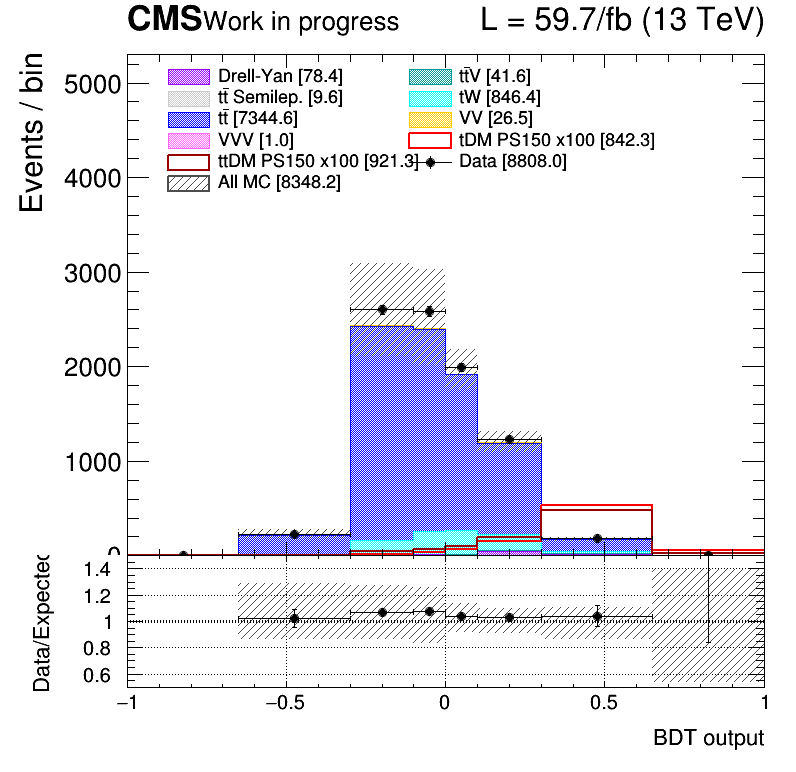 CMS Work in progress L = 59.7/fb (13 TeV)
Events / bin
5000
4000
3000
2000
1000
0
Drell-Yan [78.4] tt̄V [41.6]
tt̄ Semilep. [9.6] tW [846.4]
tt̄ [7344.6] VV [26.5]
VVV [1.0] tDM PS150 x100 [842.3]
ttDM PS150 x100 [921.3] Data [8808.0]
All MC [8348.2]
Data/Expected
1.4
1.2
1
0.8
0.6
−1 −0.5 0 0.5 1
BDT output